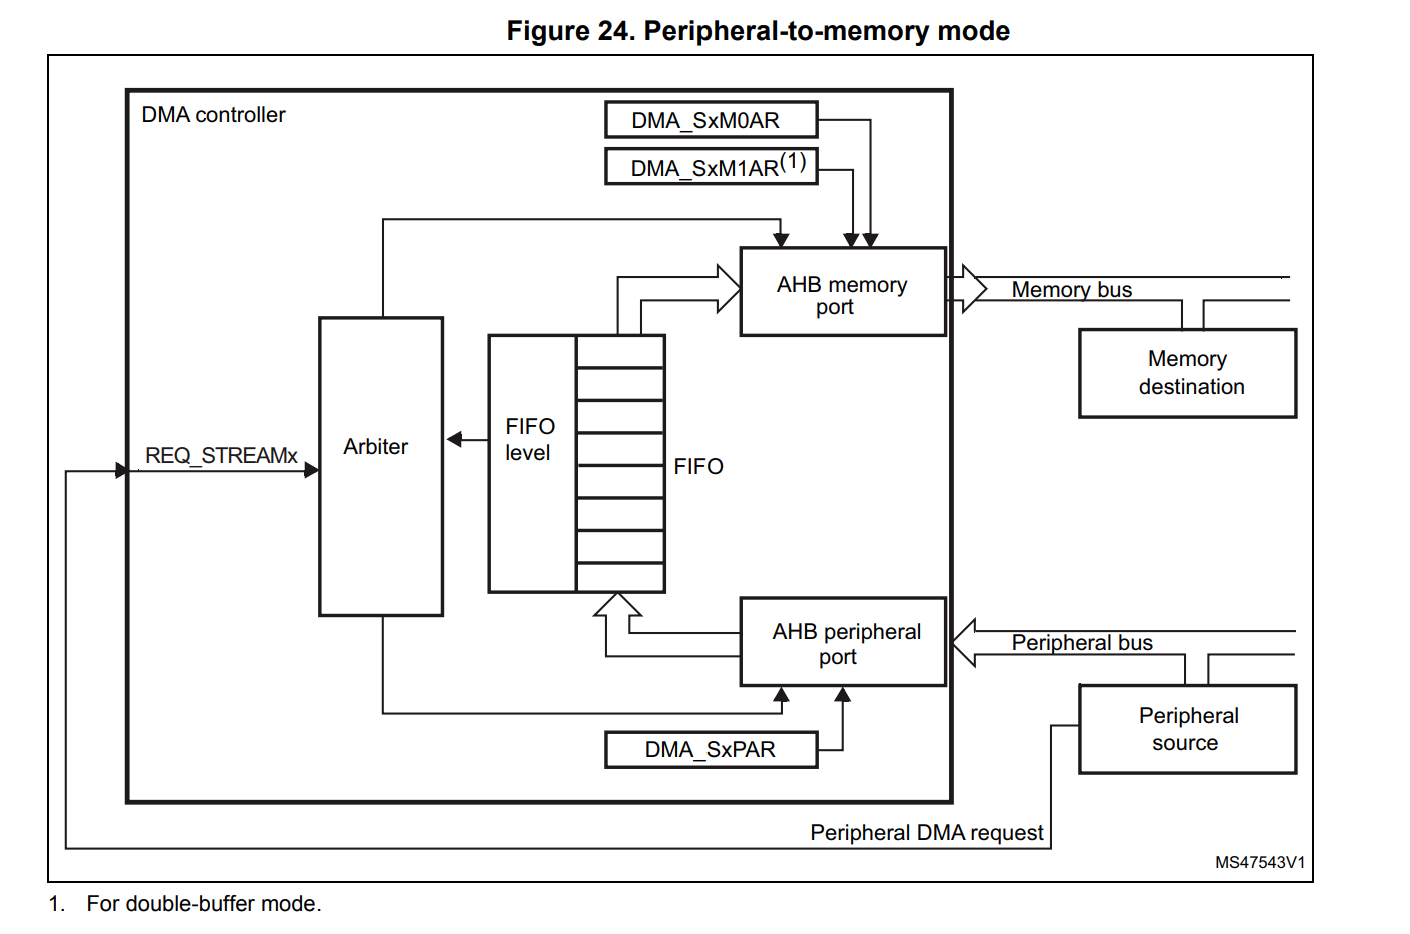 Figure 24. Peripheral-to-memory mode
DMA controller
DMA_SxM0AR
DMA_SxM1AR(1)
AHB memory
port
Memory bus
Memory
destination
REQ_STREAMx
Arbiter
FIFO
level
FIFO
AHB peripheral
port
Peripheral bus
Peripheral
source
DMA_SxPAR
Peripheral DMA request
MS47543V1
1. For double-buffer mode.